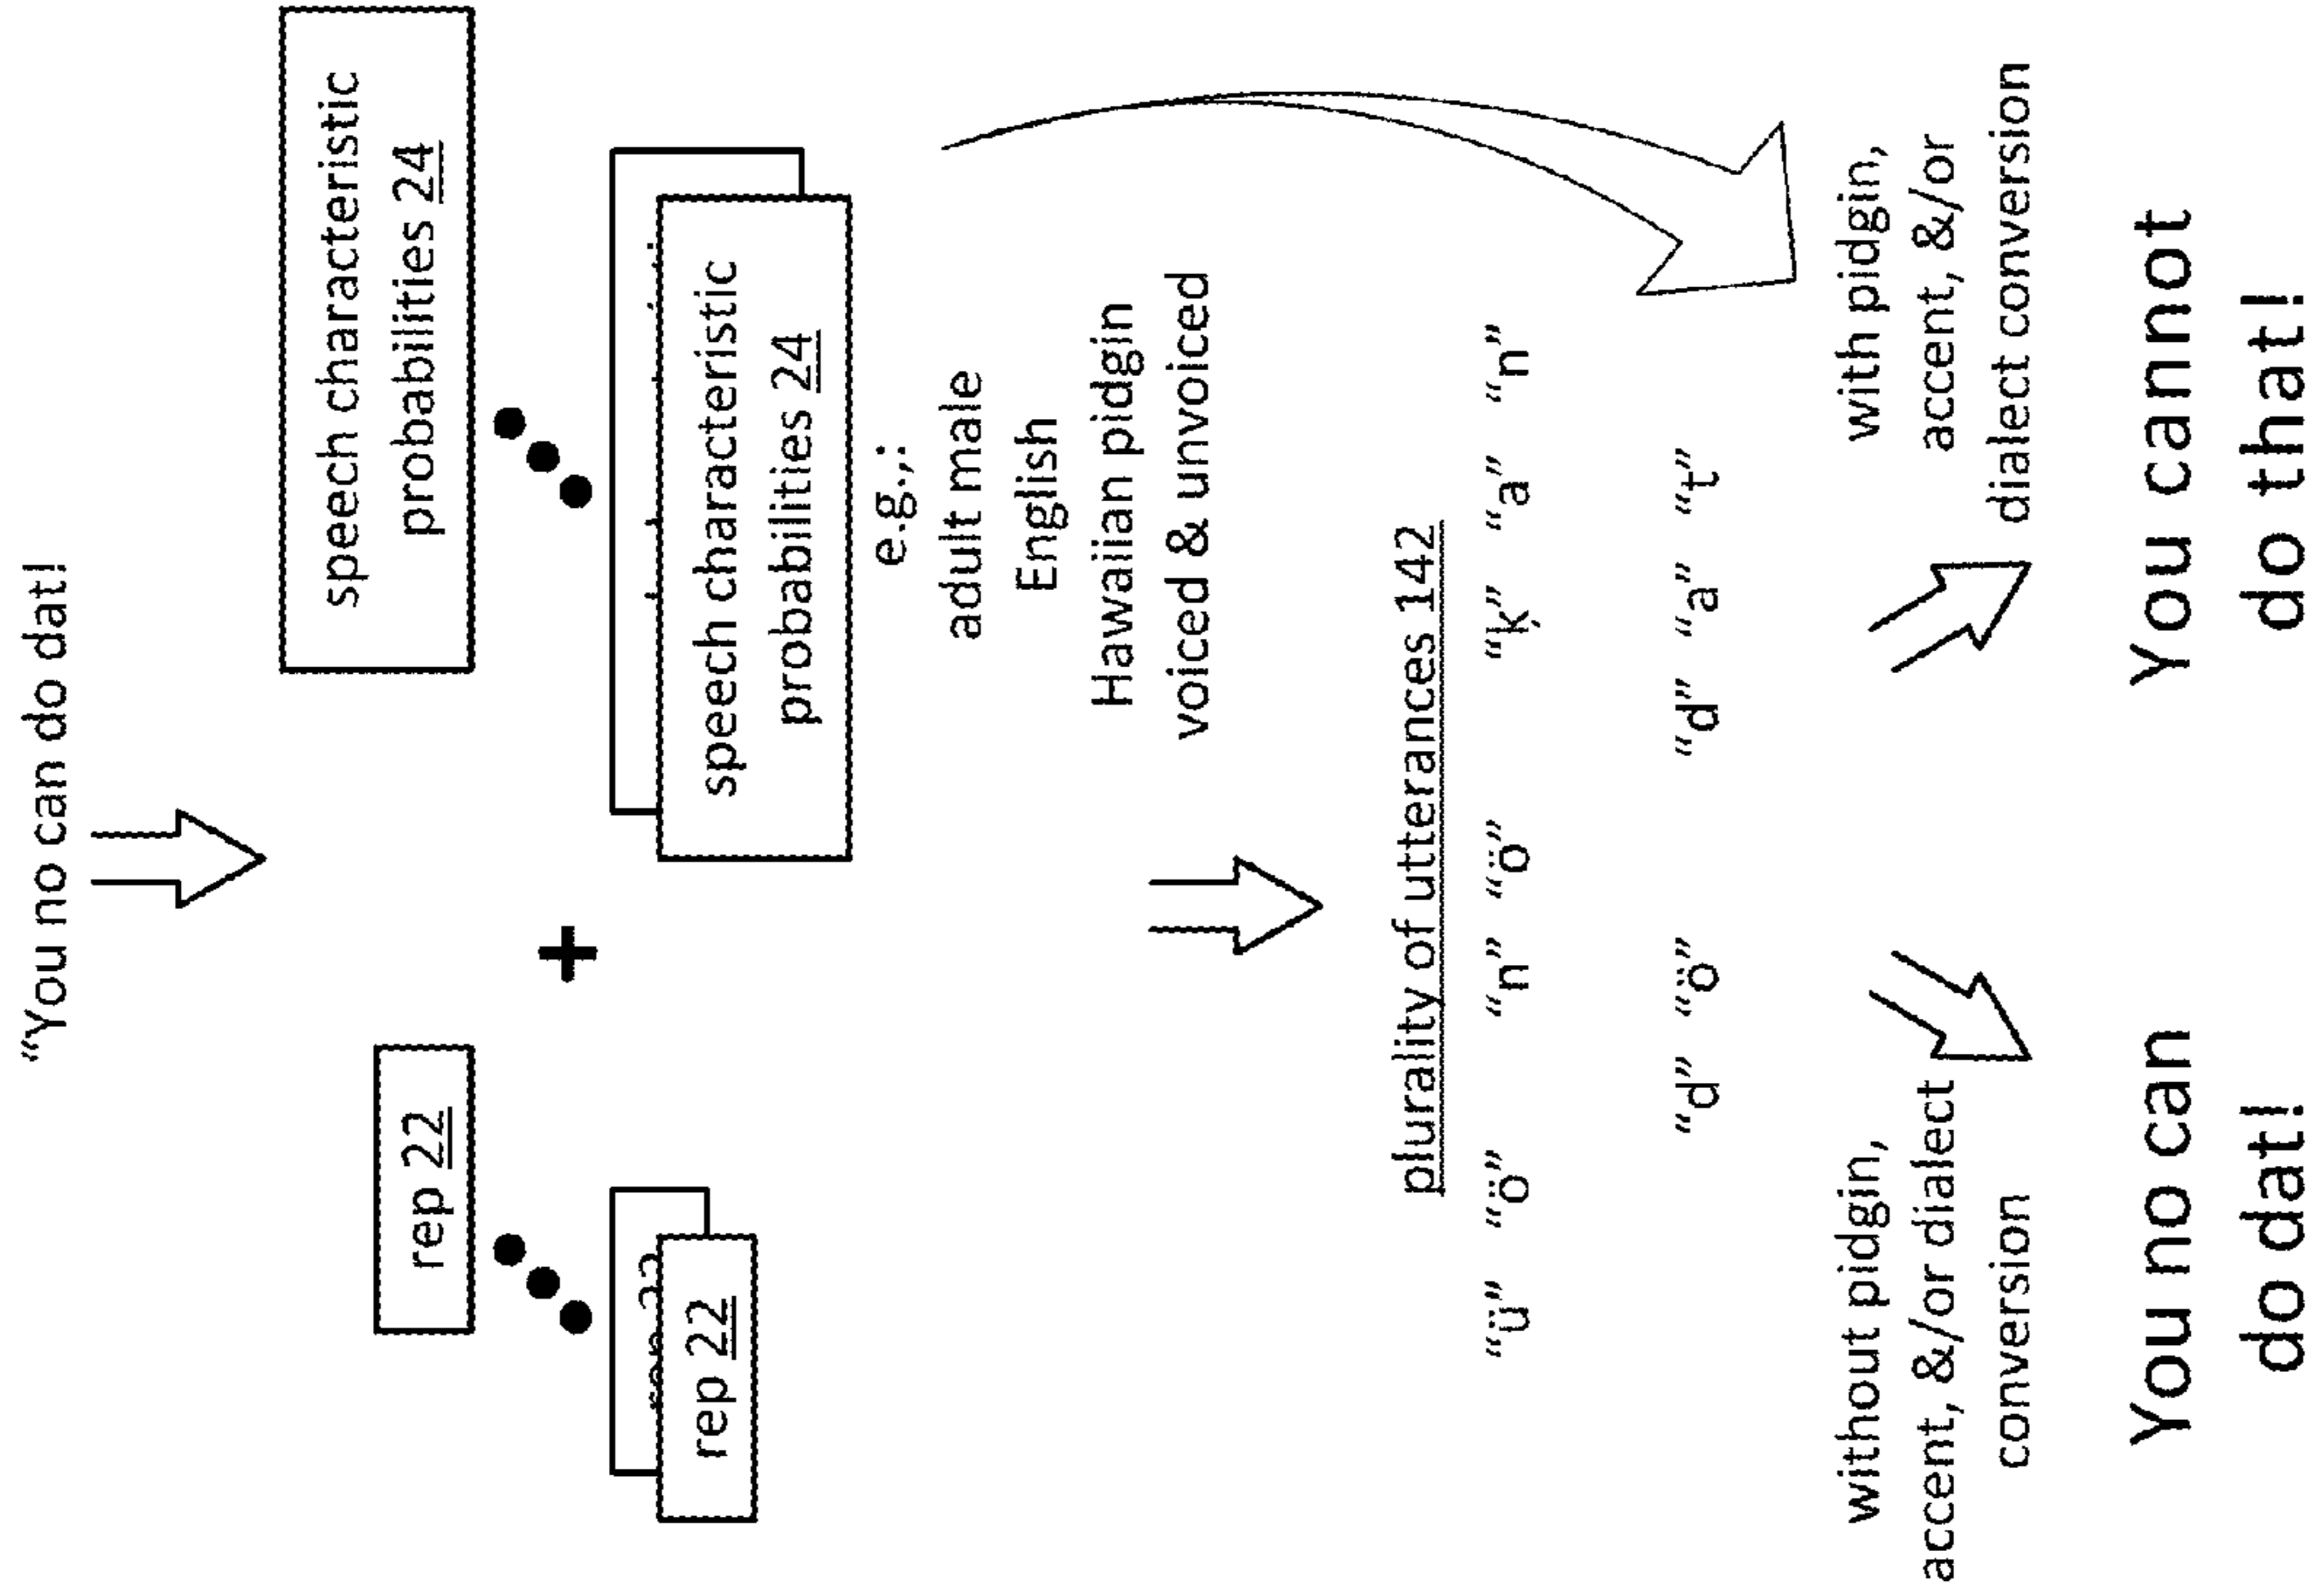 “You no can do dat!
rep 22
speech characteristic
probabilities 24
rep 22
speech characteristic
probabilities 24
e.g.,:
adult male
English
Hawaiian pidgin
voiced & unvoiced
plurality of utterances 142
“ü” “ö” “n” “ö” “ķ” “a” “n”
“d” “ö” “d” “a” “t”
without pidgin,
accent, &/or dialect
conversion
with pidgin,
accent, &/or
dialect conversion
You no can
do dat!
You cannot
do that!